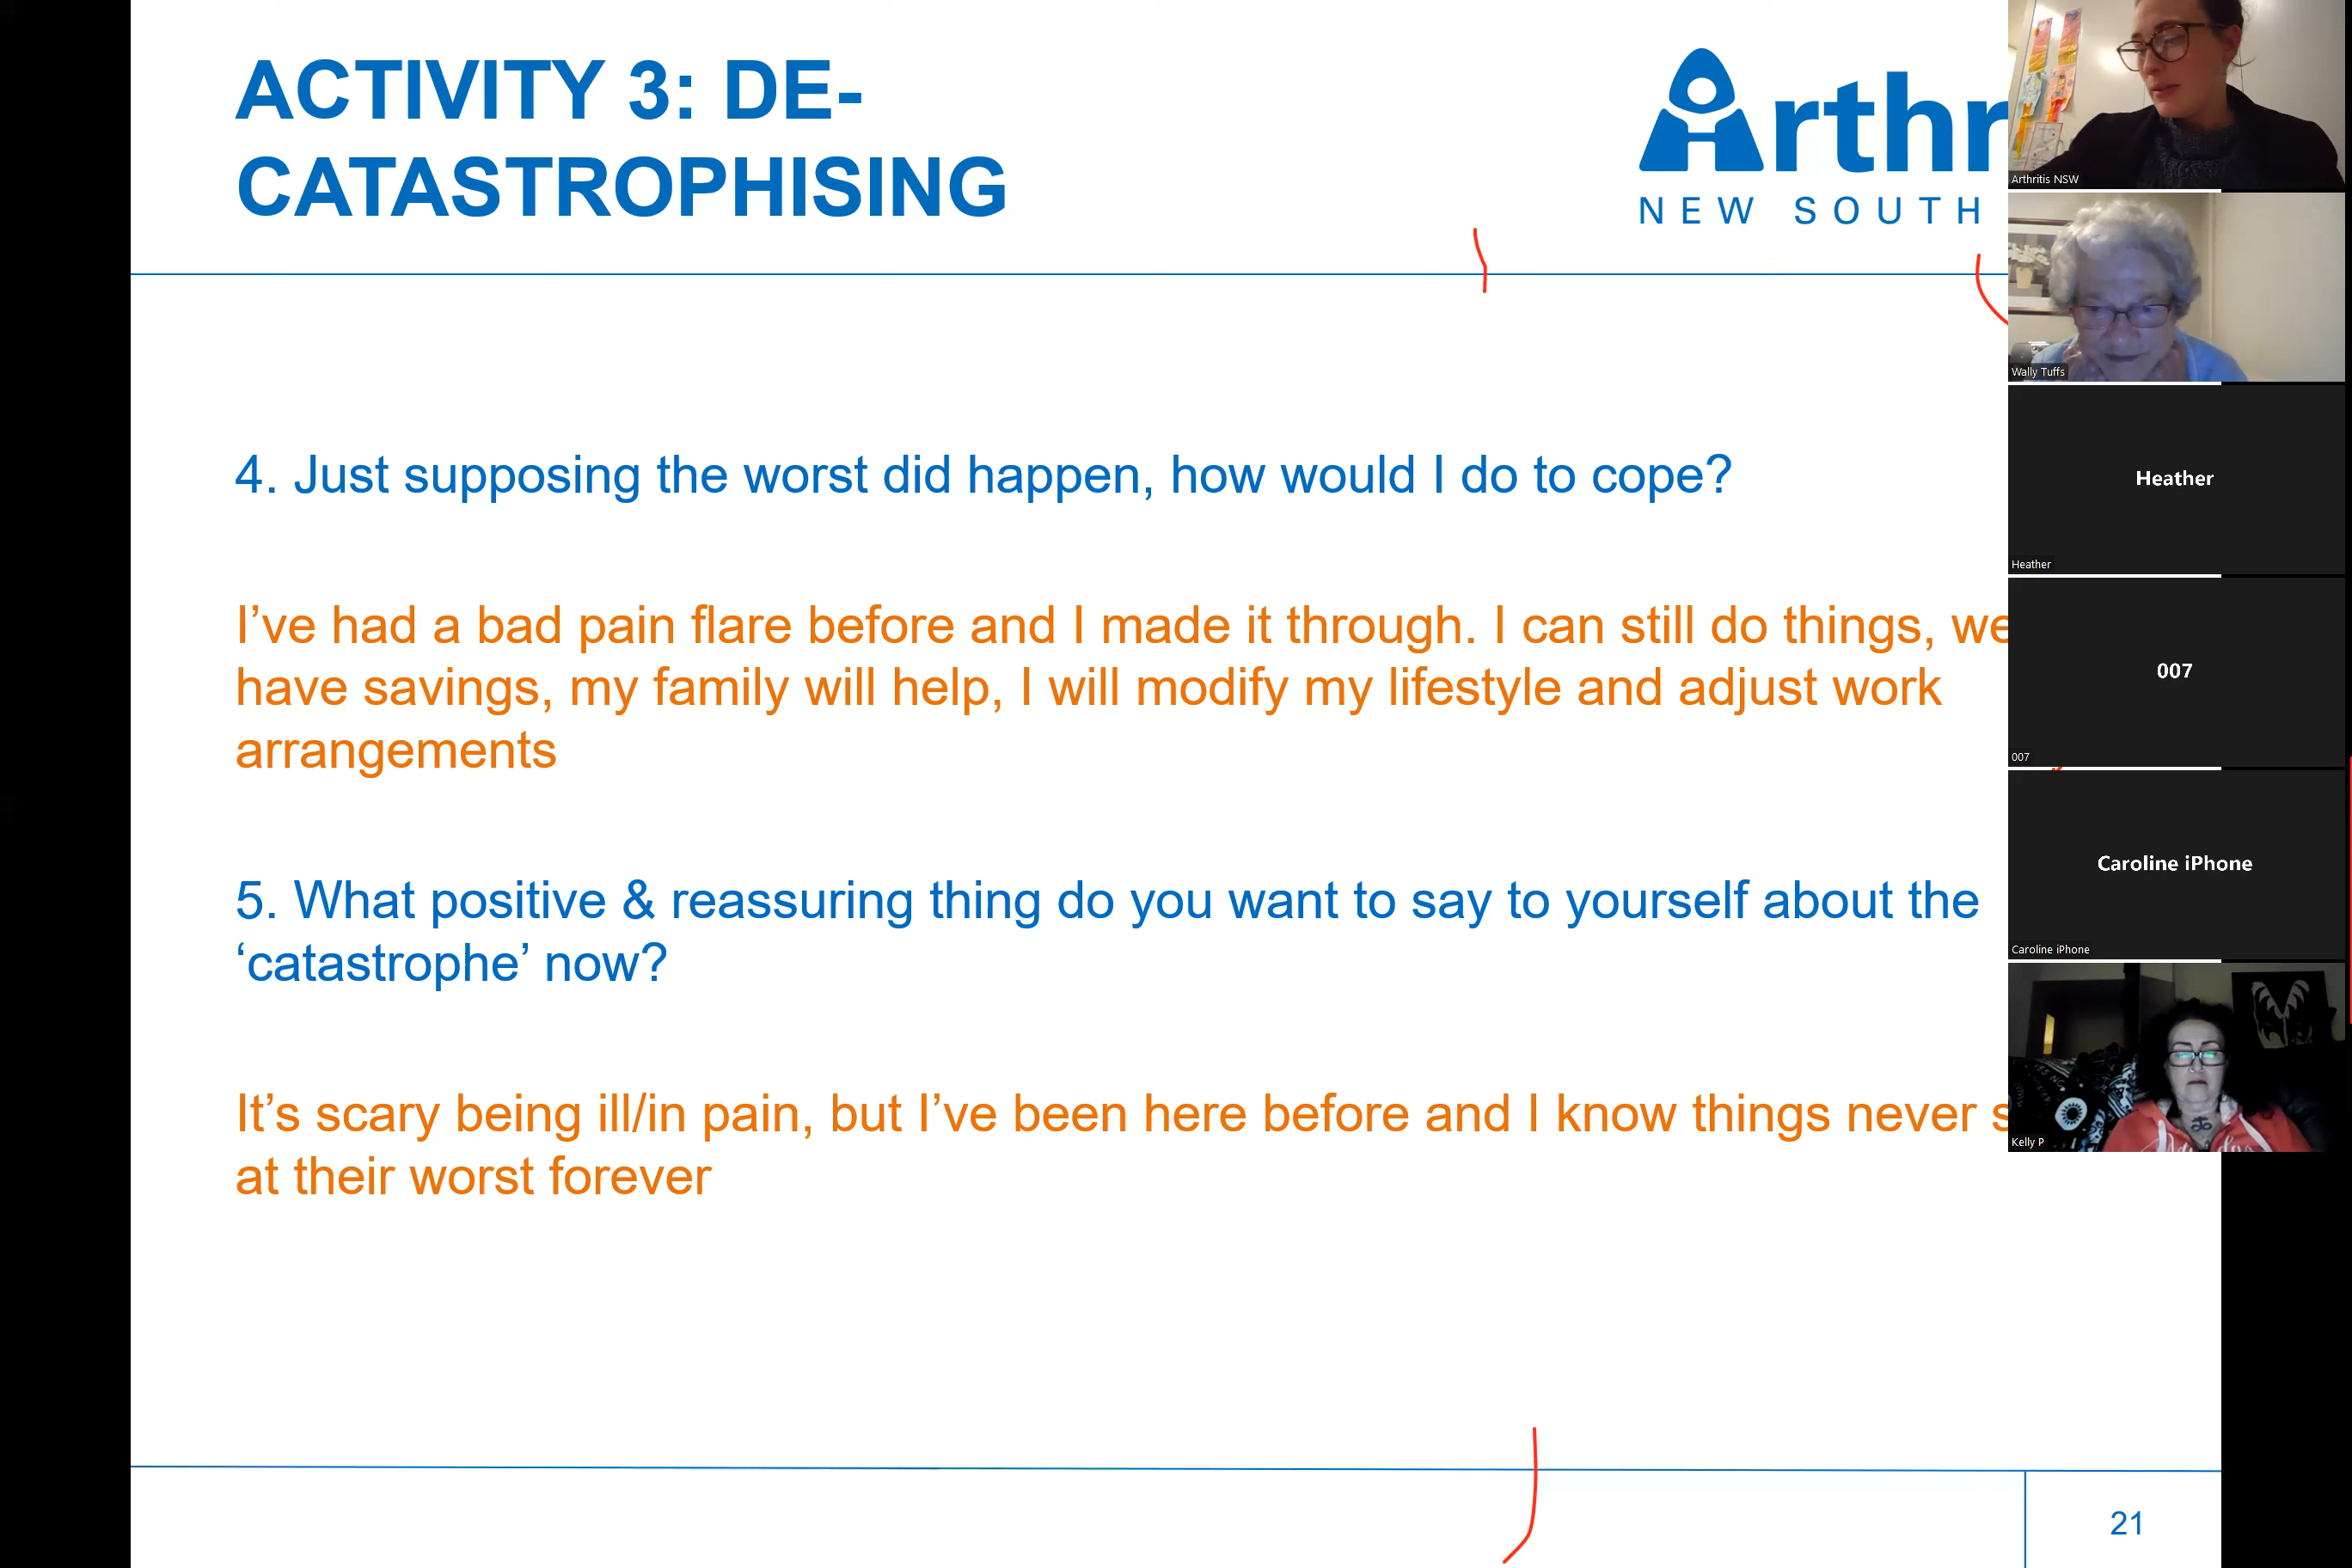 ACTIVITY 3: DE-
CATASTROPHISING
Arthr
NEW SOUTH
4. Just supposing the worst did happen, how would I do to cope?
I’ve had a bad pain flare before and I made it through. I can still do things, we
have savings, my family will help, I will modify my lifestyle and adjust work
arrangements
5. What positive & reassuring thing do you want to say to yourself about the
‘catastrophe’ now?
It’s scary being ill/in pain, but I’ve been here before and I know things never s
at their worst forever
21
Arthritis NSW
Wally Tuffs
Heather
Heather
007
007
Caroline iPhone
Caroline iPhone
Kelly P